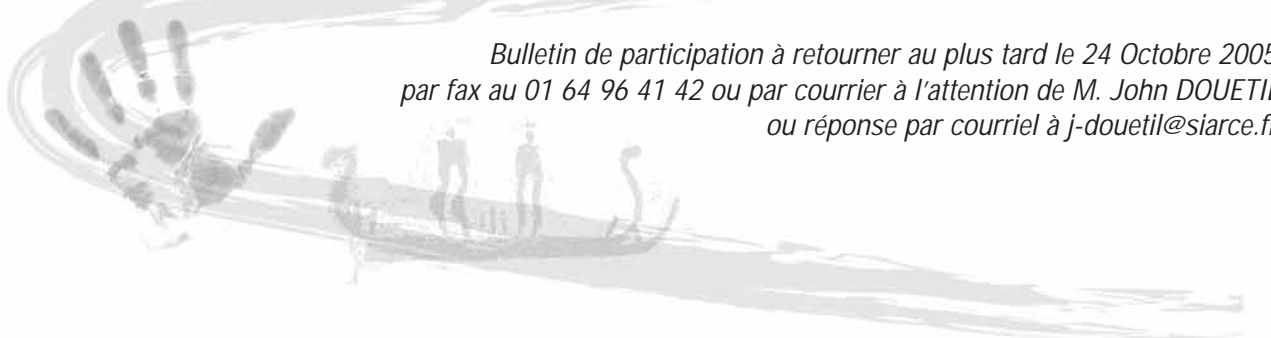 Bulletin de participation à retourner au plus tard le 24 Octobre 2005
par fax au 01 64 96 41 42 ou par courrier à l'attention de M. John DOUETIL
ou réponse par courriel à j-douetil@siarce.fr